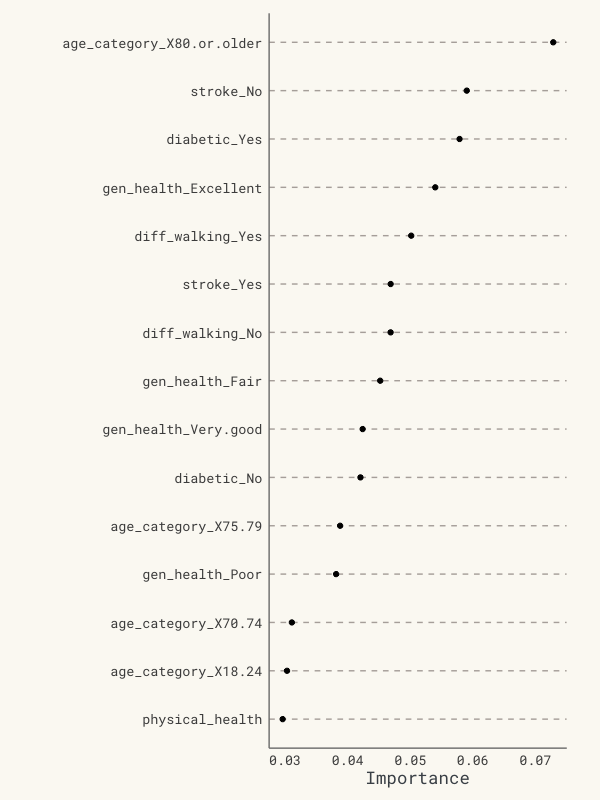 age_category_X80.or.older
stroke_No
diabetic_Yes
gen_health_Excellent
diff_walking_Yes
stroke_Yes
diff_walking_No
gen_health_Fair
gen_health_Very.good
diabetic_No
age_category_X75.79
gen_health_Poor
age_category_X70.74
age_category_X18.24
physical_health
0.03 0.04 0.05 0.06 0.07
Importance